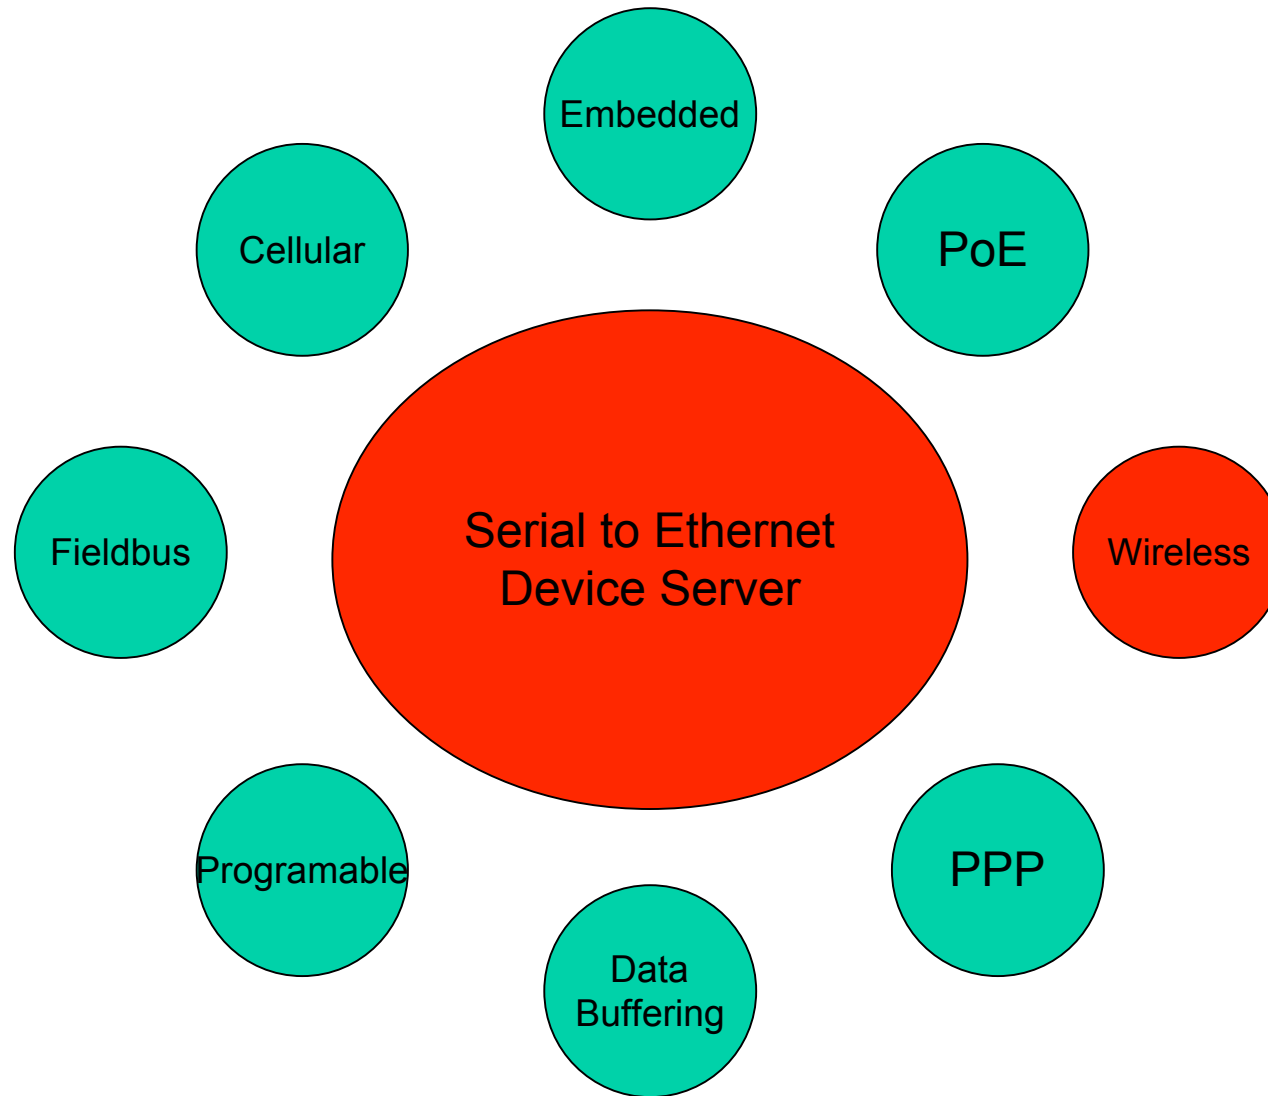 Embedded
Cellular
PoE
Serial to Ethernet
Device Server
Fieldbus
Wireless
Programable
PPP
Data
Buffering